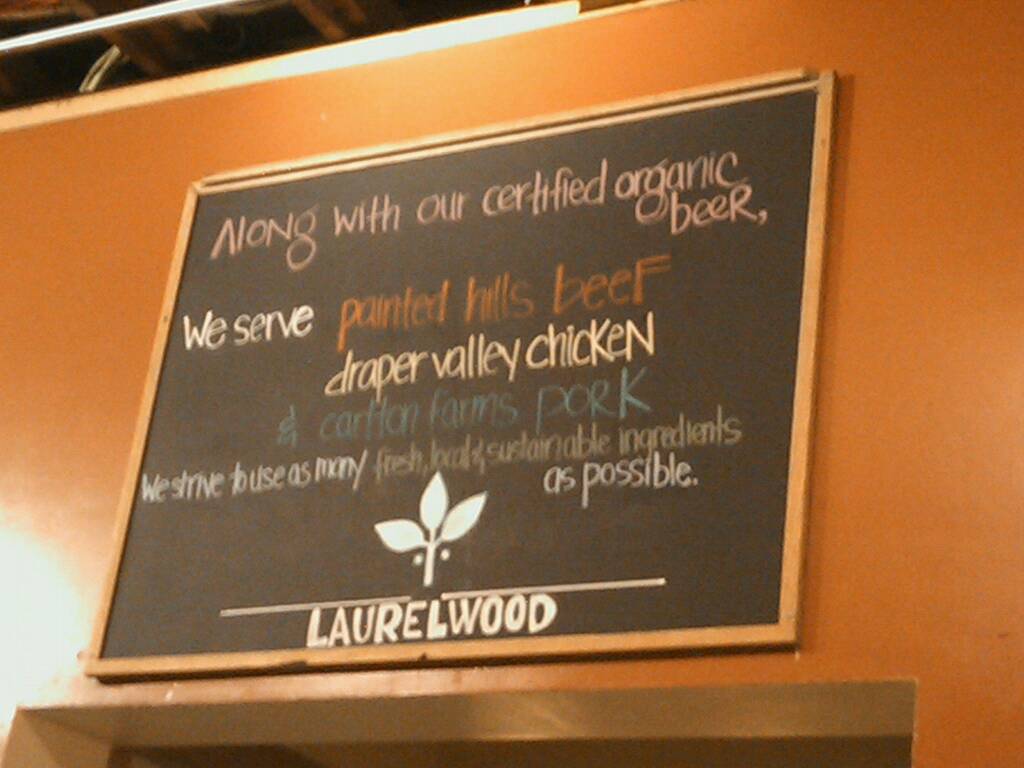 Along with our certified organic
beer,
We serve painted hills beef
draper valley chicken
& carlton farms pork
We strive to use as many fresh, local & sustainable ingredients
as possible.
LAURELWOOD